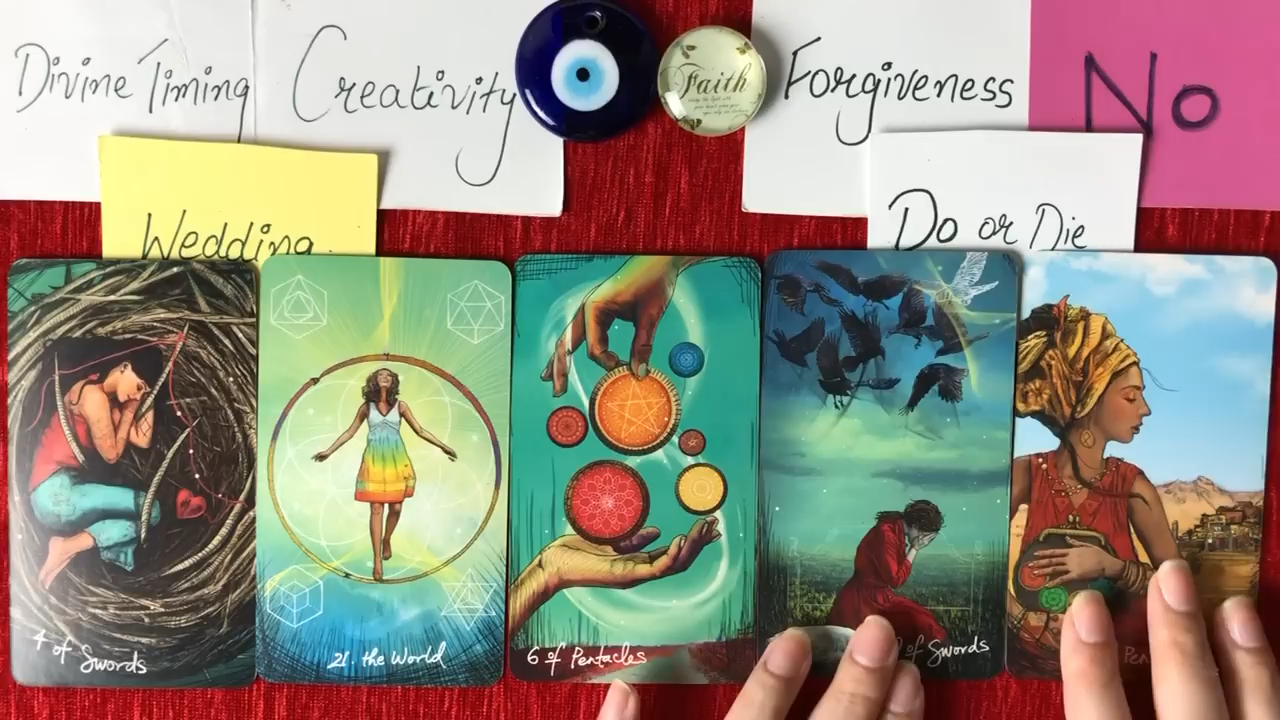 Divine Timing
Creativity
Faith
Forgiveness
No
Wedding
Do or Die
4 of Swords
21. the World
6 of Pentacles
of Swords